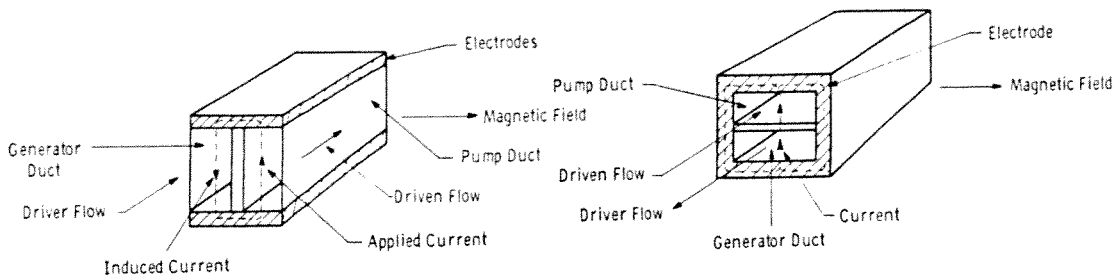 Electrodes
Magnetic Field
Generator
Duct
Pump Duct
Driver Flow
Driven Flow
Applied Current
Induced Current
Electrode
Pump Duct
Magnetic Field
Driven Flow
Driver Flow
Current
Generator Duct